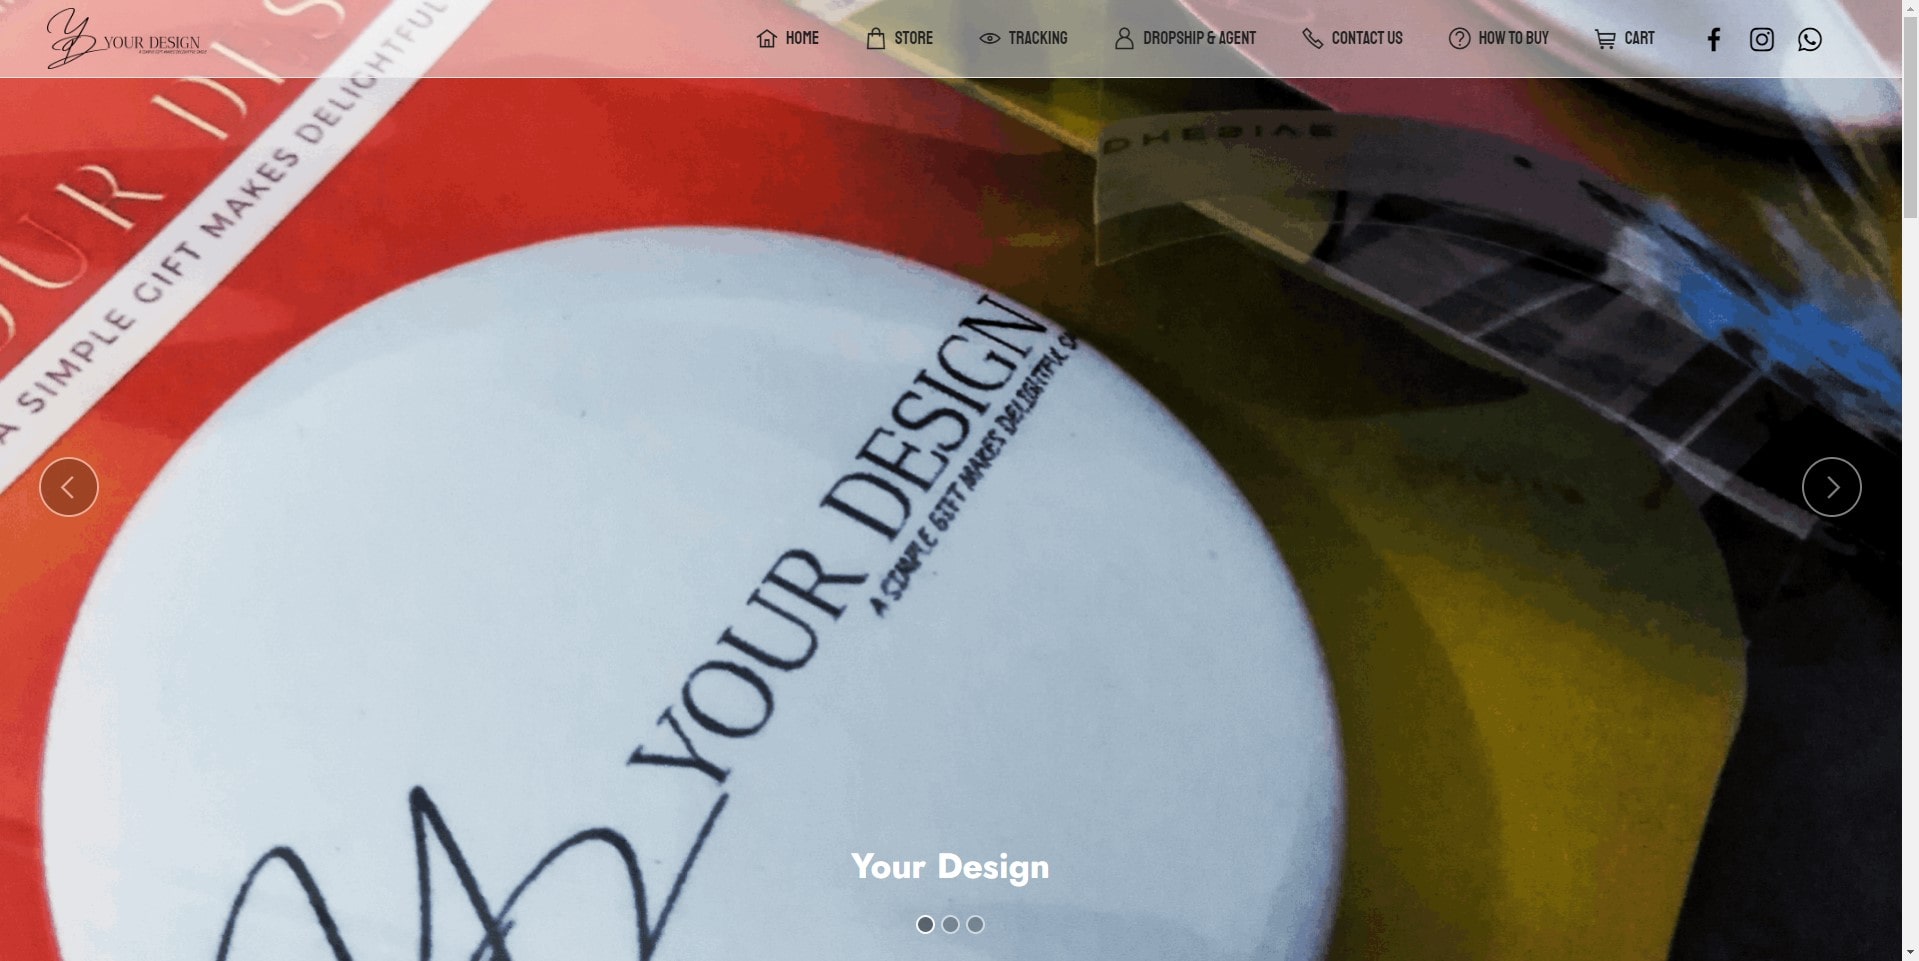 YOUR DESIGN
HOME
STORE
TRACKING
DROPSHIP & AGENT
CONTACT US
HOW TO BUY
CART
A SIMPLE GIFT MAKES DELIGHTFUL
YOUR DESIGN
A SIMPLE GIFT MAKES DELIGHTFUL
Your Design